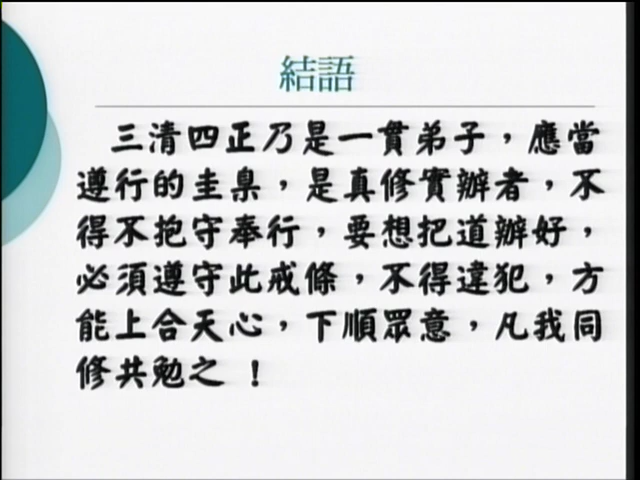 結語
三清四正乃是一貫弟子，應當
遵行的圭臬，是真修實辦者，不
得不抱守奉行，要想把道辦好，
必須遵守此戒條，不得違犯，方
能上合天心，下順眾意，凡我同
修共勉之！